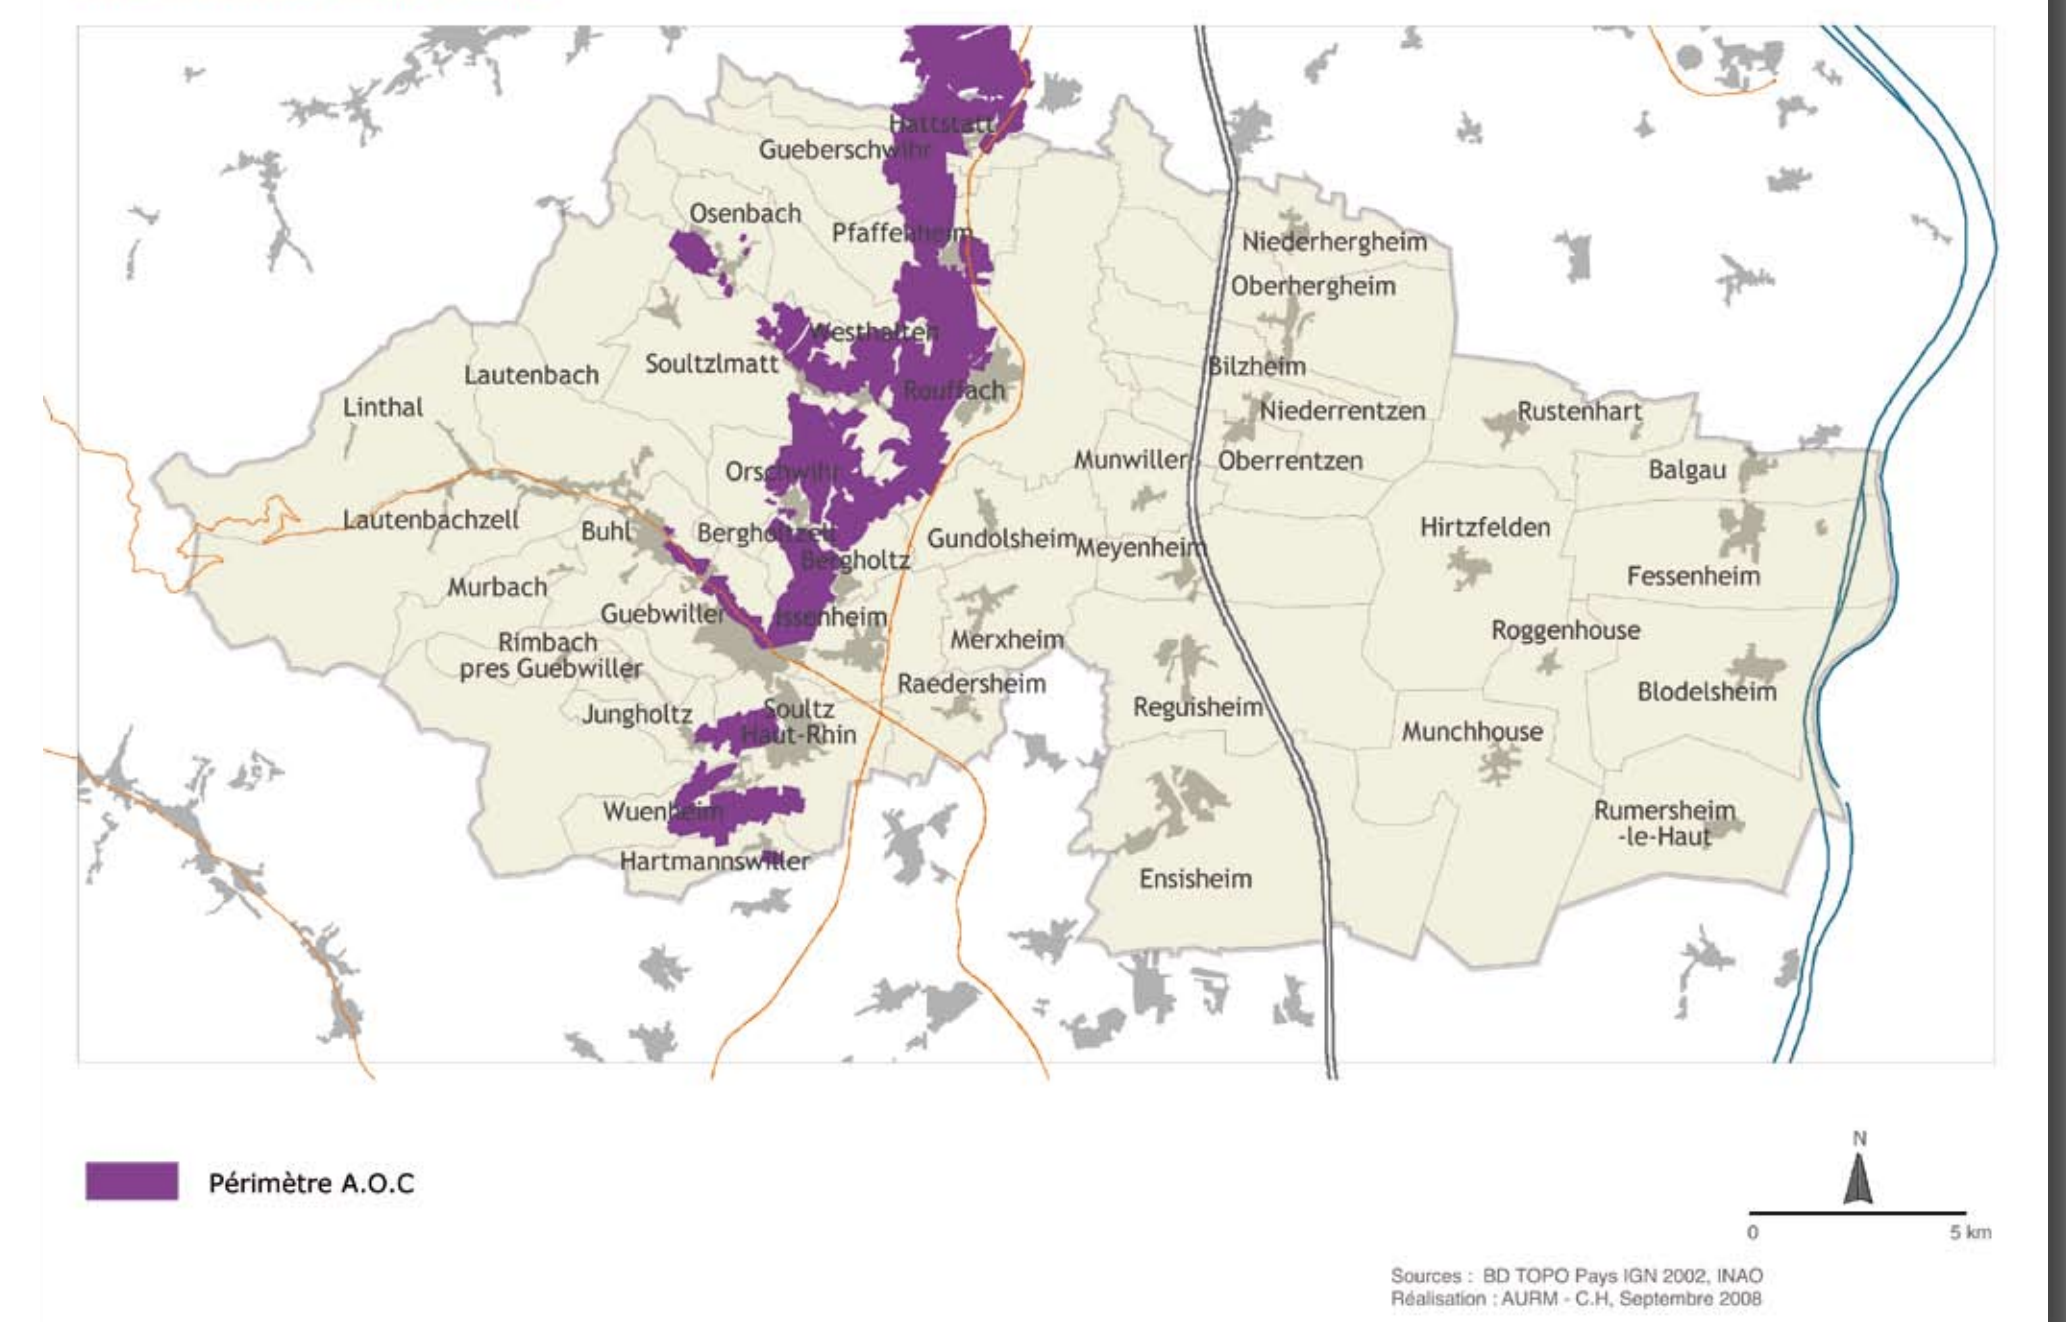 Hattstatt
Gueberschwihr
Osenbach
Pfaffenheim
Niederhergheim
Oberhergheim
Westhalten
Soultzlmatt
Bilzheim
Lautenbach
Rouffach
Linthal
Niederrentzen
Rustenhart
Munwiller
Oberrentzen
Orschwihr
Balgau
Lautenbachzell
Buhl
Bergholtzell
Gundolsheim
Meyenheim
Hirtzfelden
Bergholtz
Fessenheim
Murbach
Guebwiller
Issenheim
Roggenhouse
Rimbach
pres Guebwiller
Merxheim
Raedersheim
Blodelsheim
Jungholtz
Soultz
Haut-Rhin
Reguisheim
Munchhouse
Wuenheim
Rumersheim
-le-Haut
Hartmannswiller
Ensisheim
Périmètre A.O.C
N
0 5 km
Sources : BD TOPO Pays IGN 2002, INAO
Réalisation : AURM - C.H, Septembre 2008